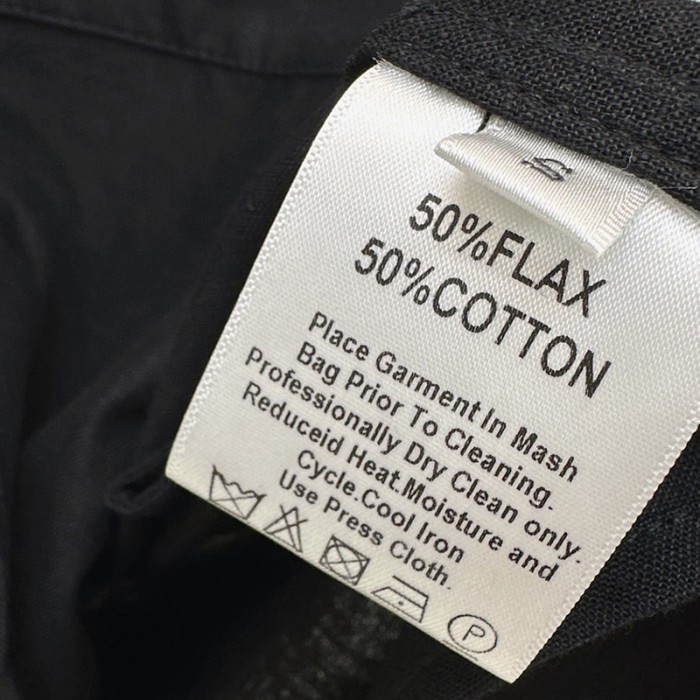 S
50%FLAX
50%COTTON
Place Garment In Mash
Bag Prior To Cleaning.
Professionally Dry Clean only.
Reduceid Heat.Moisture and
Cycle.Cool Iron
Use Press Cloth.
P